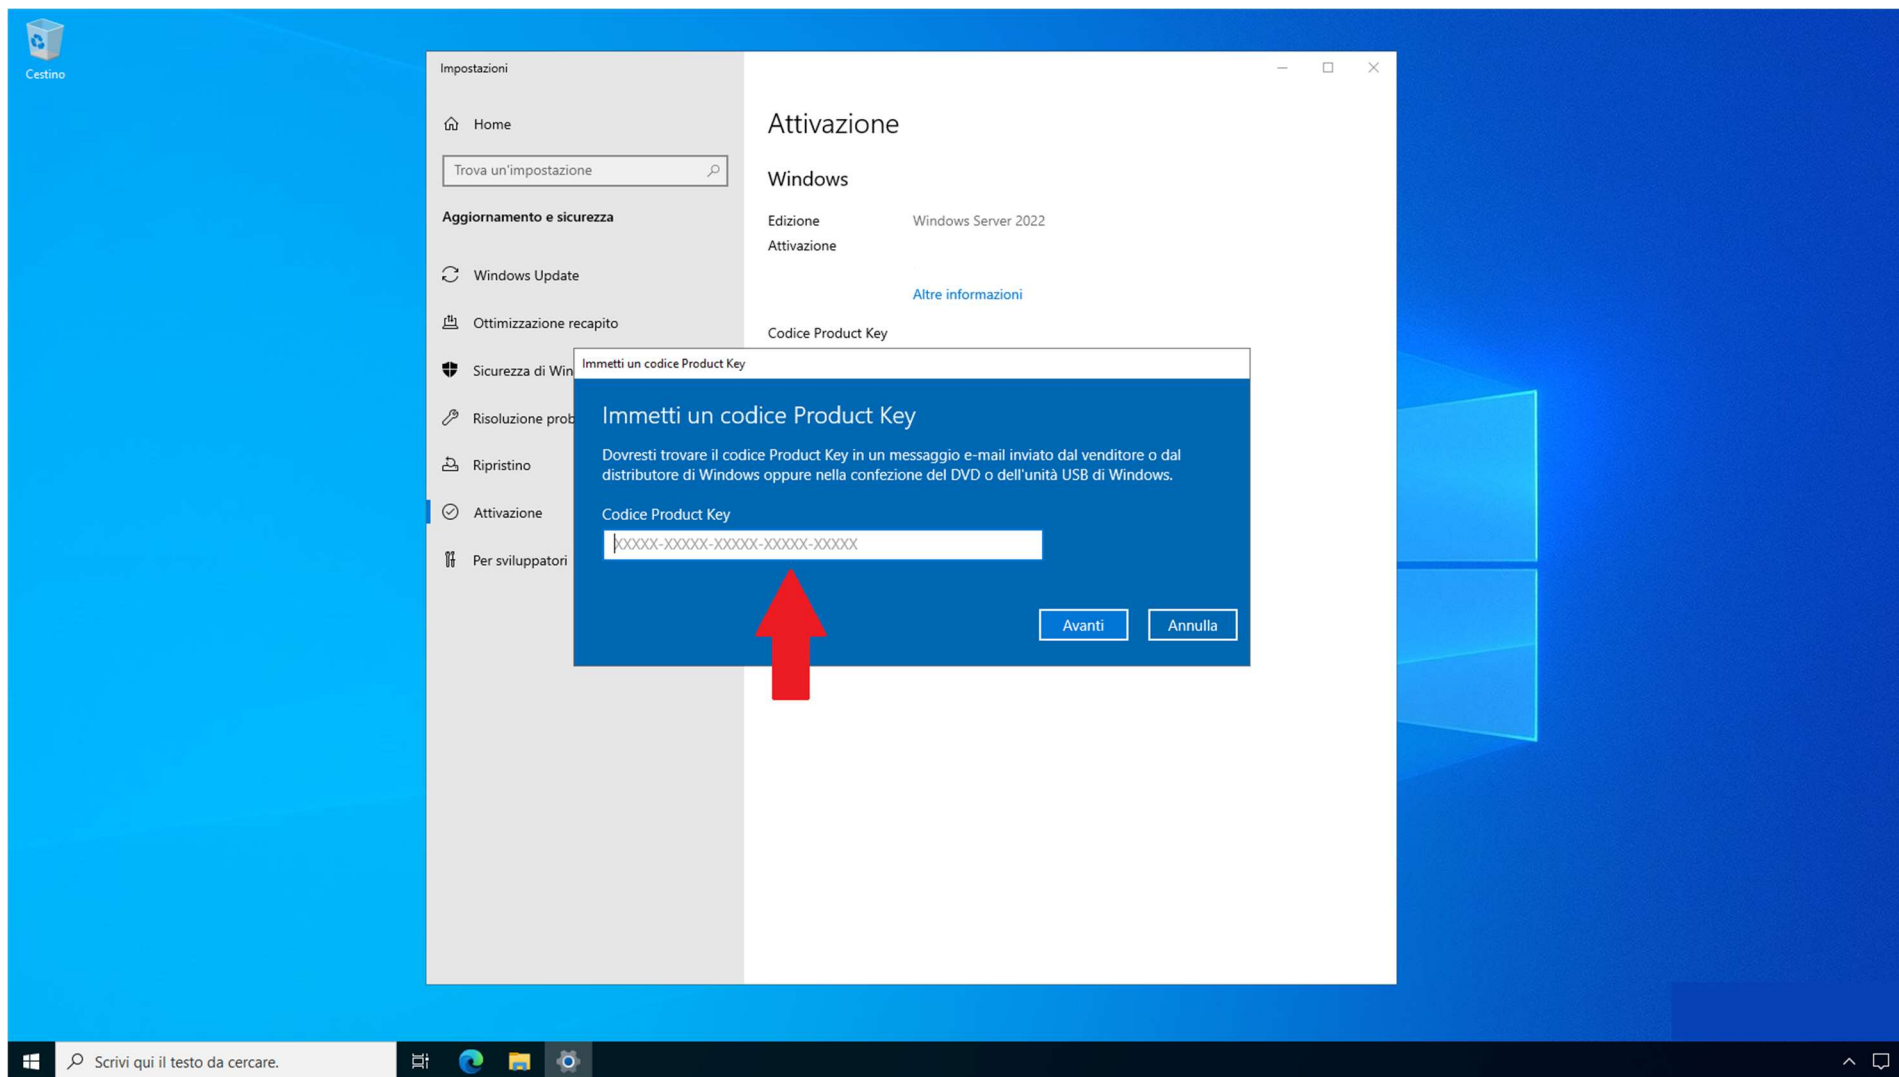 Cestino
Impostazioni
Home
Trova un'impostazione
Aggiornamento e sicurezza
Windows Update
Ottimizzazione recapito
Sicurezza di Win
Risoluzione prob
Ripristino
Attivazione
Per sviluppatori
Attivazione
Windows
Edizione Windows Server 2022
Attivazione
Altre informazioni
Codice Product Key
Immetti un codice Product Key
Immetti un codice Product Key
Dovresti trovare il codice Product Key in un messaggio e-mail inviato dal venditore o dal
distributore di Windows oppure nella confezione del DVD o dell'unità USB di Windows.
Codice Product Key
XXXXX-XXXXX-XXXXX-XXXXX-XXXXX
Avanti Annulla
Scrivi qui il testo da cercare.